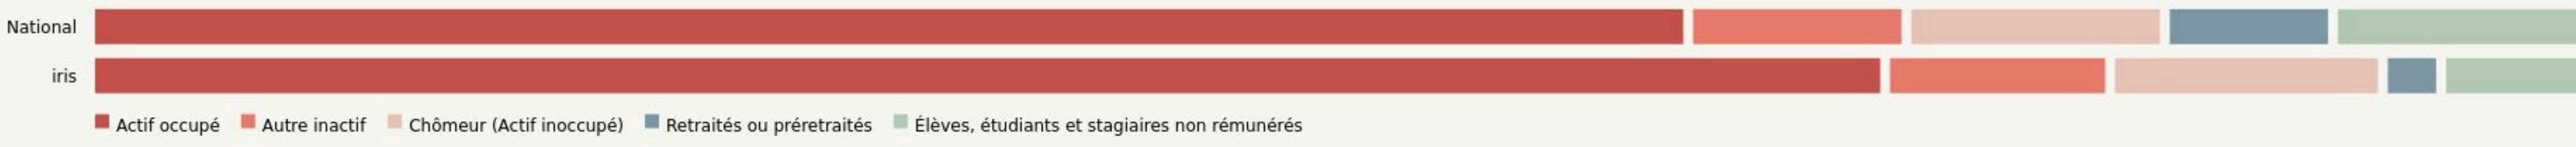 National
iris
Actif occupé Autre inactif Chômeur (Actif inoccupé) Retraités ou préretraités Élèves, étudiants et stagiaires non rémunérés